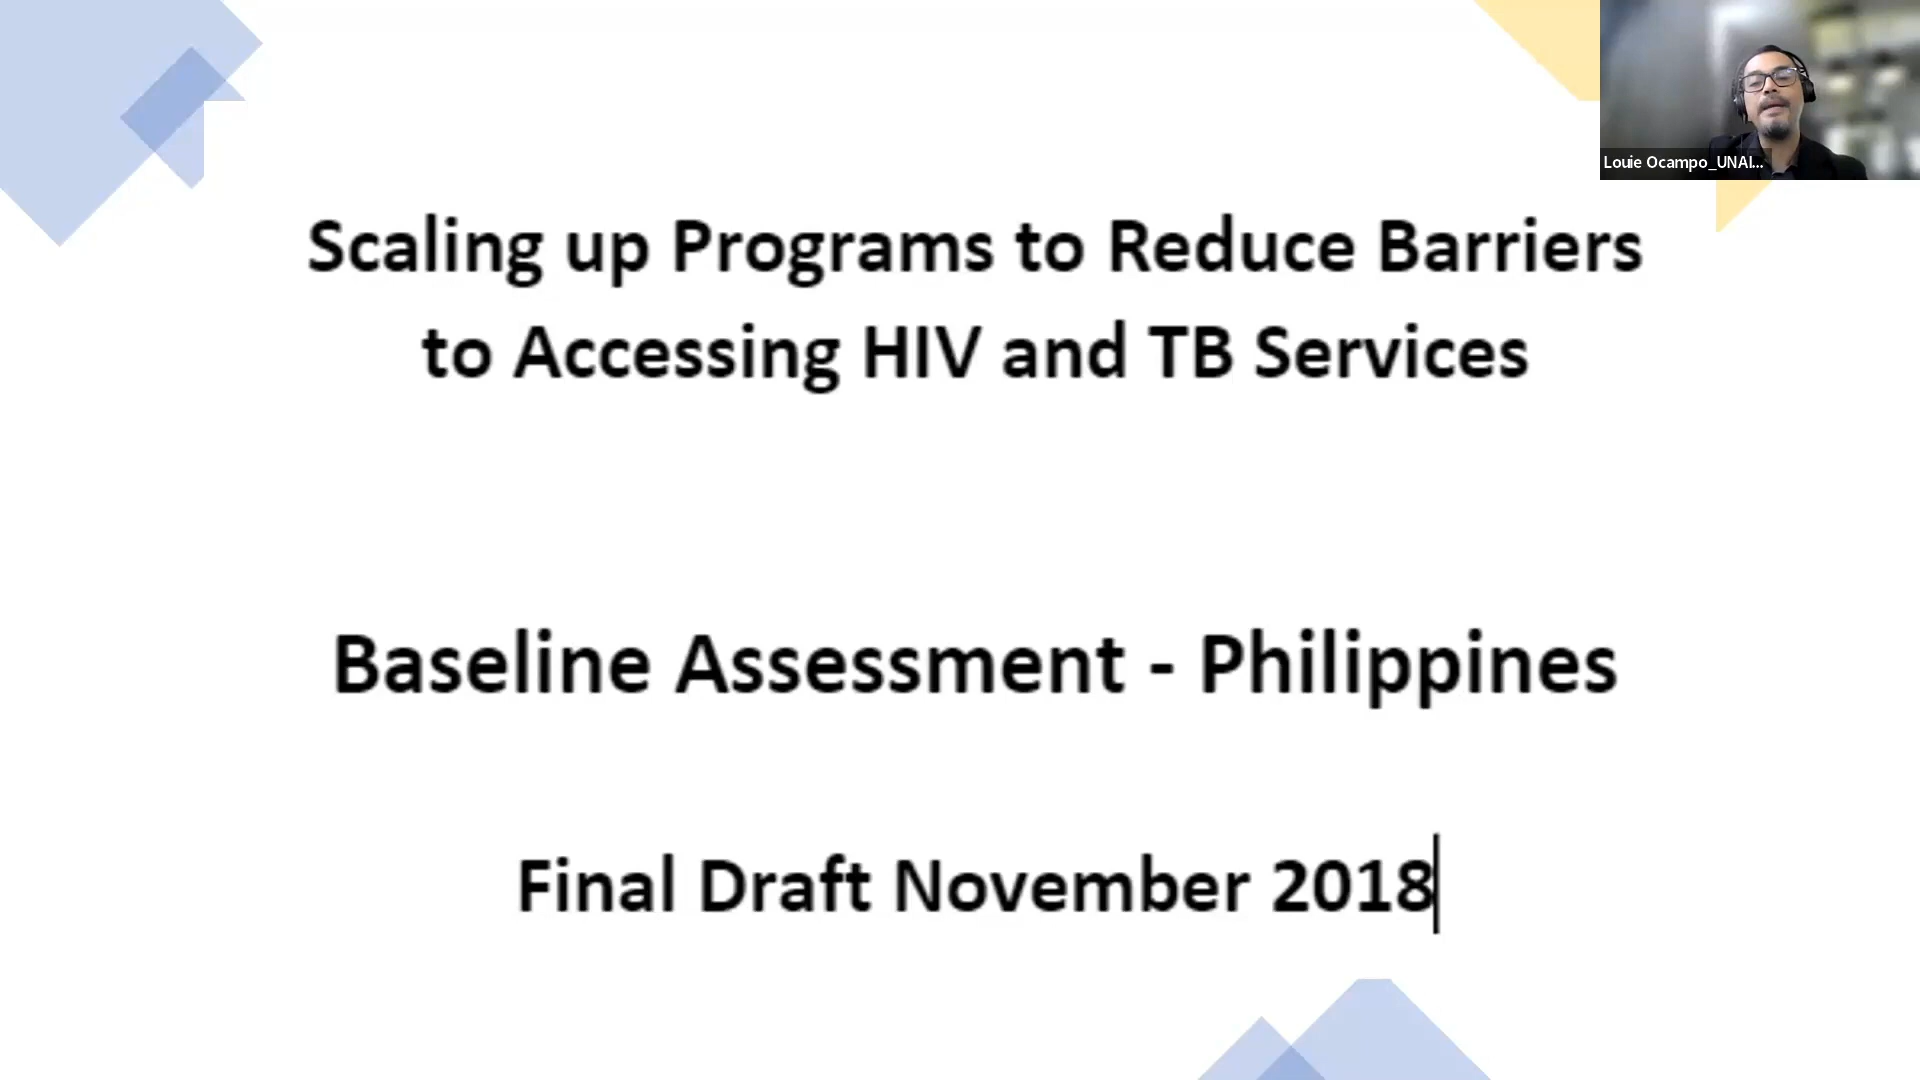 Louie Ocampo_UNAI...
Scaling up Programs to Reduce Barriers
to Accessing HIV and TB Services
Baseline Assessment - Philippines
Final Draft November 2018